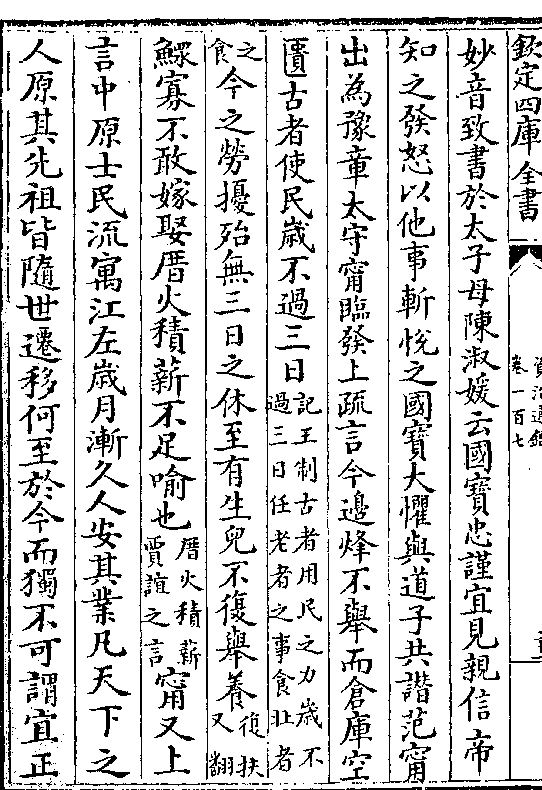 欽定四庫全書
資治通鑑
卷一百七
妙音致書於太子母陳淑媛云國寶忠謹宜見親信帝
知之發怒以他事斬悅之國寶大懼與道子共譖范甯
出為豫章太守甯臨發上疏言今邊烽不舉而倉庫空
匱古者使民歲不過三日記王制古者用民之力歲不
過三日任老者之事食壯者
之
食今之勞擾殆無三日之休至有生兒不復舉養復扶
又翻
鰥寡不敢嫁娶厝火積薪不足喻也厝火積薪
賈誼之言甯又上
言中原士民流寓江左歲月漸久人安其業凡天下之
人原其先祖皆隨世遷移何至於今而獨不可謂宜正